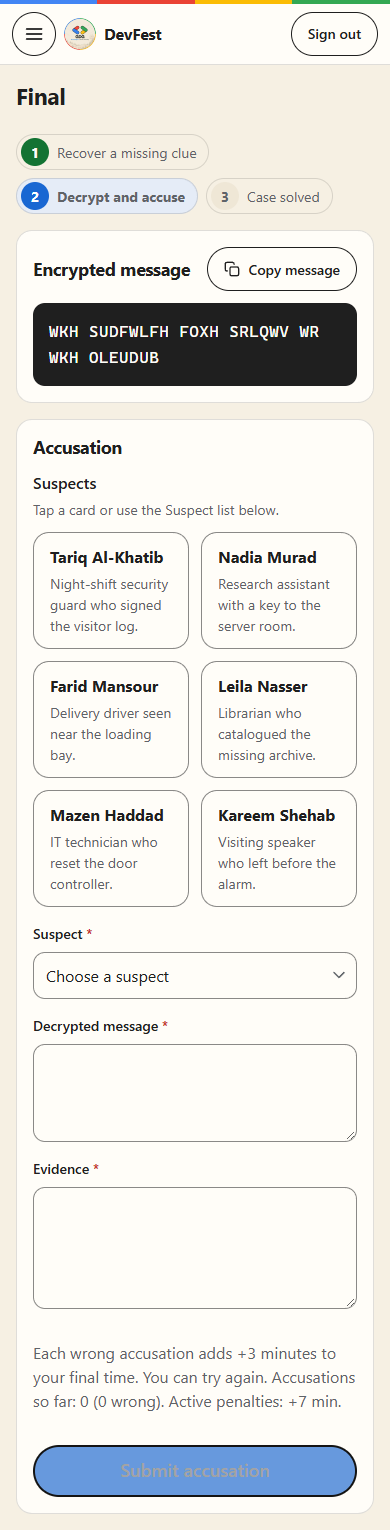 DevFest
Sign out
Final
1 Recover a missing clue
2 Decrypt and accuse
3 Case solved
Encrypted message
Copy message
WKH SUDFWLFH FOXH SRLQWV WR
WKH OLEUDUB
Accusation
Suspects
Tap a card or use the Suspect list below.
Tariq Al-Khatib
Night-shift security
guard who signed
the visitor log.
Nadia Murad
Research assistant
with a key to the
server room.
Farid Mansour
Delivery driver seen
near the loading
bay.
Leila Nasser
Librarian who
catalogued the
missing archive.
Mazen Haddad
IT technician who
reset the door
controller.
Kareem Shehab
Visiting speaker
who left before the
alarm.
Suspect *
Choose a suspect
Decrypted message *
Evidence *
Each wrong accusation adds +3 minutes to
your final time. You can try again. Accusations
so far: 0 (0 wrong). Active penalties: +7 min.
Submit accusation